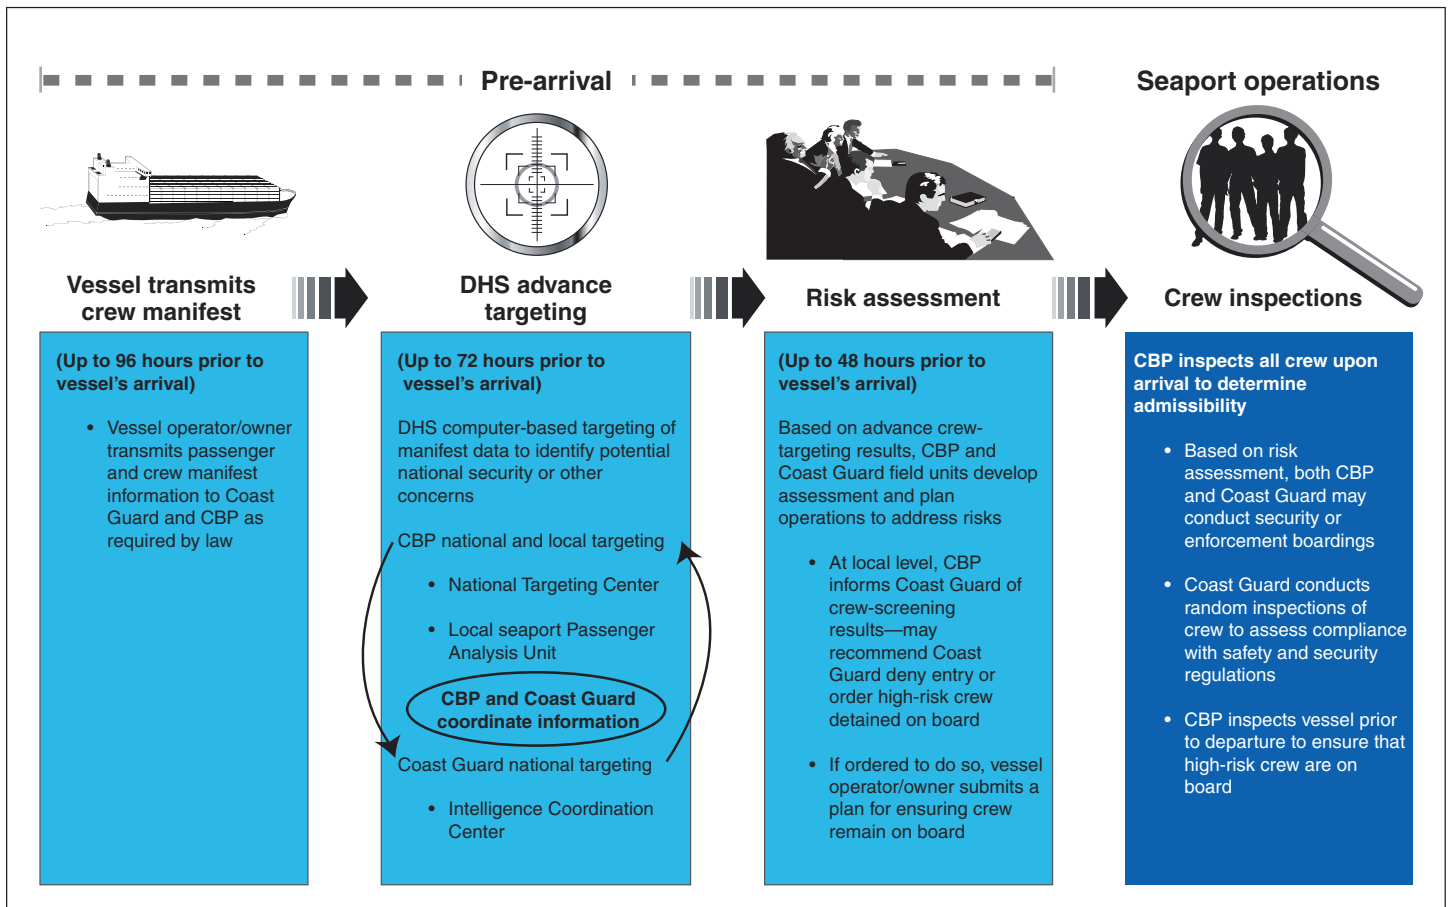 Pre-arrival
Seaport operations
Vessel transmits
crew manifest
(Up to 96 hours prior to
vessel's arrival)
• Vessel operator/owner
transmits passenger
and crew manifest
information to Coast
Guard and CBP as
required by law
DHS advance
targeting
(Up to 72 hours prior to
vessel's arrival)
DHS computer-based targeting of
manifest data to identify potential
national security or other
concerns
CBP national and local targeting
• National Targeting Center
• Local seaport Passenger
Analysis Unit
CBP and Coast Guard
coordinate information
Coast Guard national targeting
• Intelligence Coordination
Center
Risk assessment
(Up to 48 hours prior to
vessel's arrival)
Based on advance crew-
targeting results, CBP and
Coast Guard field units develop
assessment and plan
operations to address risks
• At local level, CBP
informs Coast Guard of
crew-screening
results—may
recommend Coast
Guard deny entry or
order high-risk crew
detained on board
• If ordered to do so, vessel
operator/owner submits a
plan for ensuring crew
remain on board
Crew inspections
CBP inspects all crew upon
arrival to determine
admissibility
• Based on risk
assessment, both CBP
and Coast Guard may
conduct security or
enforcement boardings
• Coast Guard conducts
random inspections of
crew to assess compliance
with safety and security
regulations
• CBP inspects vessel prior
to departure to ensure that
high-risk crew are on
board